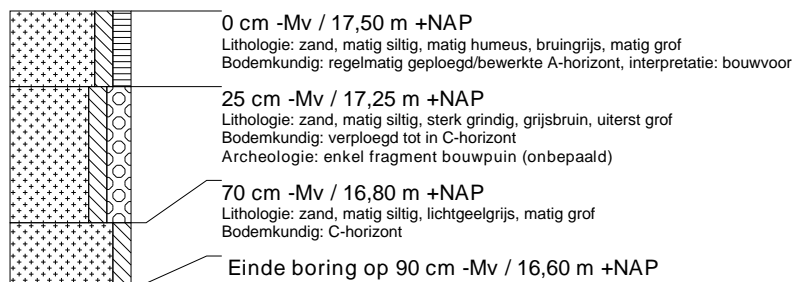 0 cm -Mv / 17,50 m +NAP
Lithologie: zand, matig siltig, matig humeus, bruingrijs, matig grof
Bodemkundig: regelmatig geploegd/bewerkte A-horizont, interpretatie: bouwvoor
25 cm -Mv / 17,25 m +NAP
Lithologie: zand, matig siltig, sterk grindig, grijsbruin, uiterst grof
Bodemkundig: verploegd tot in C-horizont
Archeologie: enkel fragment bouwpuin (onbepaald)
70 cm -Mv / 16,80 m +NAP
Lithologie: zand, matig siltig, lichtgeelgrijs, matig grof
Bodemkundig: C-horizont
Einde boring op 90 cm -Mv / 16,60 m +NAP